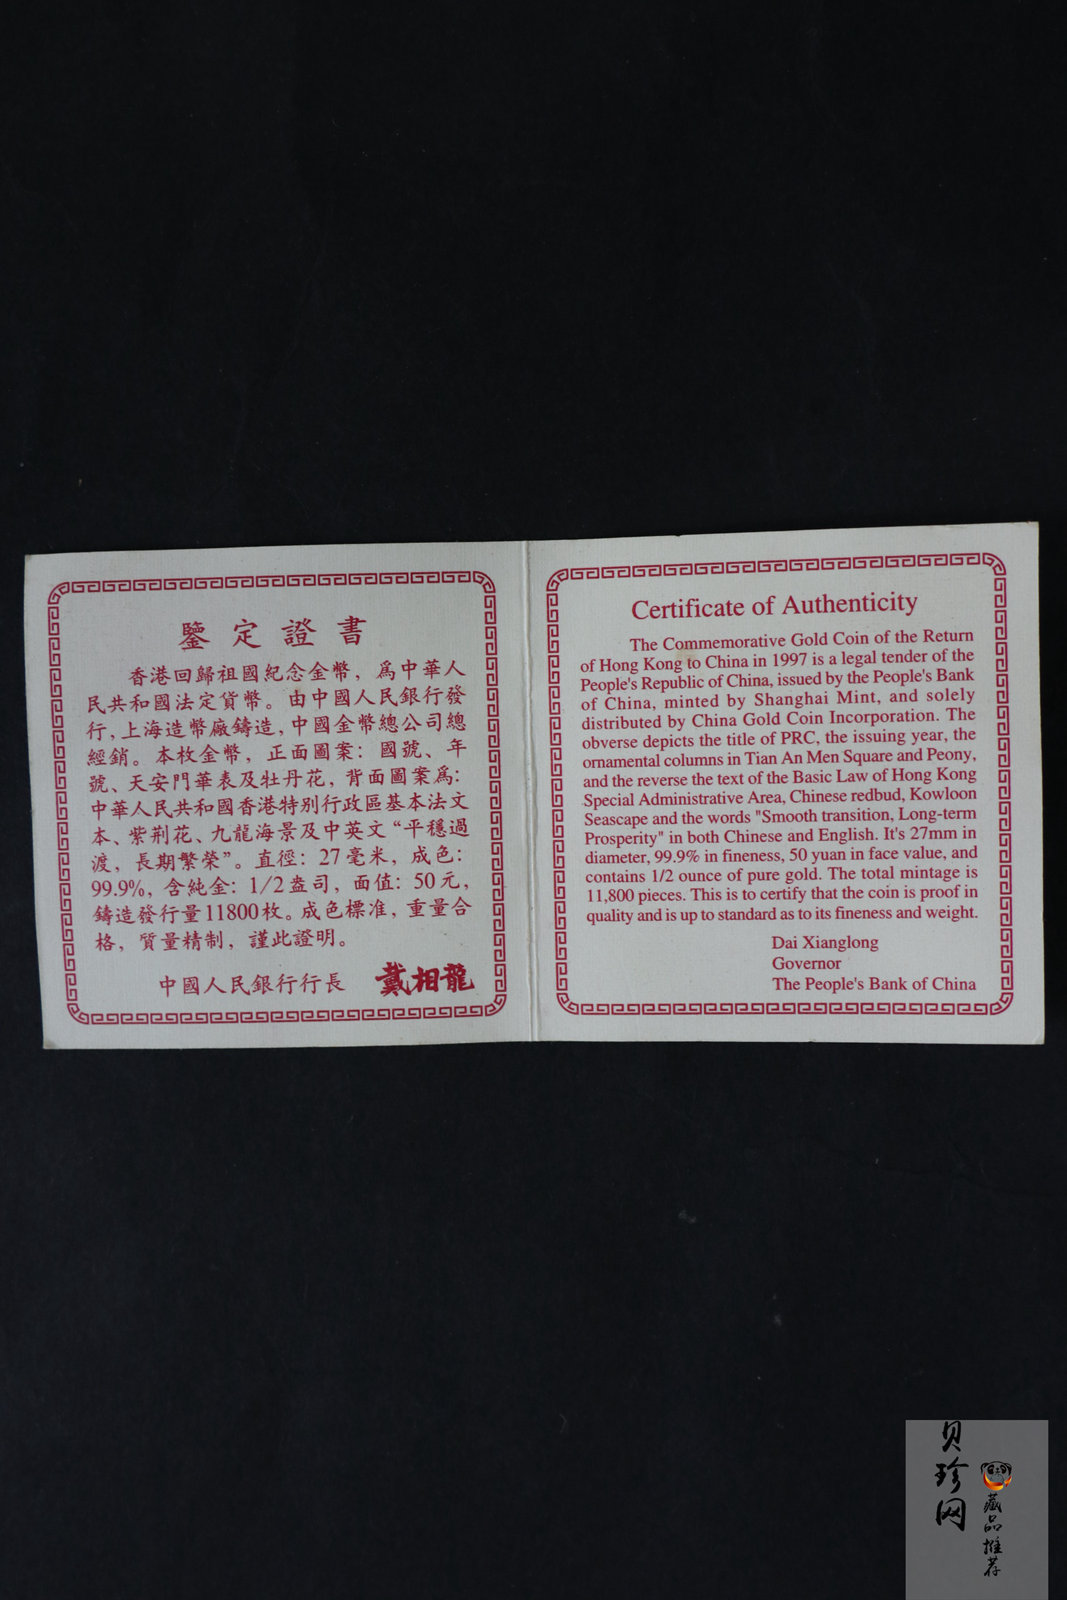 鑒定證書
香港回歸祖國紀念金幣，爲中華人
民共和國法定貨幣。由中國人民銀行發
行，上海造幣廠鑄造，中國金幣總公司總
經銷。本枚金幣，正面圖案：國號、年
號、天安門華表及牡丹花，背面圖案爲：
中華人民共和國香港特别行政區基本法文
本、紫荆花、九龍海景及中英文“平穩過
渡，長期繁榮”。直徑：27毫米，成色：
99.9%，含純金：1/2盎司，面值：50元，
鑄造發行量11800枚。成色標准，重量合
格，質量精制，謹此證明。
中國人民銀行行長 戴相龍
Certificate of Authenticity
The Commemorative Gold Coin of the Return
of Hong Kong to China in 1997 is a legal tender of the
People's Republic of China, issued by the People's Bank
of China, minted by Shanghai Mint, and solely
distributed by China Gold Coin Incorporation. The
obverse depicts the title of PRC, the issuing year, the
ornamental columns in Tian An Men Square and Peony,
and the reverse the text of the Basic Law of Hong Kong
Special Administrative Area, Chinese redbud, Kowloon
Seascape and the words "Smooth transition, Long-term
Prosperity" in both Chinese and English. It's 27mm in
diameter, 99.9% in fineness, 50 yuan in face value, and
contains 1/2 ounce of pure gold. The total mintage is
11,800 pieces. This is to certify that the coin is proof in
quality and is up to standard as to its fineness and weight.
Dai Xianglong
Governor
The People's Bank of China
贝珍网
藏品推荐